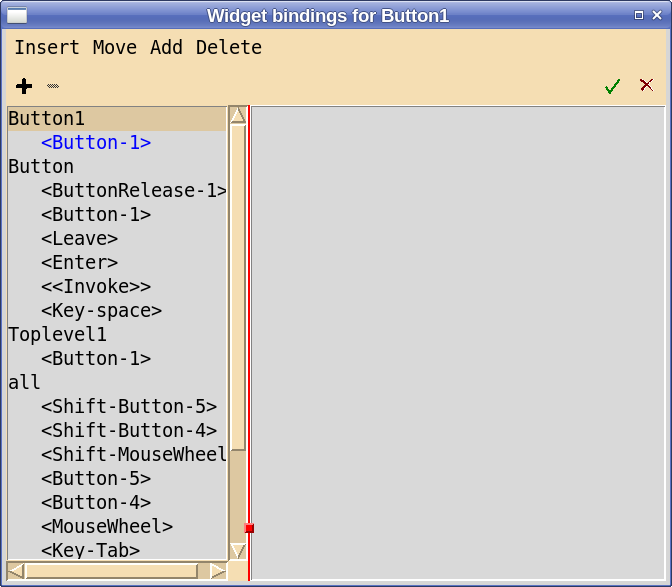 Widget bindings for Button1
Insert Move Add Delete
Button1
<Button-1>
Button
<ButtonRelease-1>
<Button-1>
<Leave>
<Enter>
<<Invoke>>
<Key-space>
Toplevel1
<Button-1>
all
<Shift-Button-5>
<Shift-Button-4>
<Shift-MouseWheel
<Button-5>
<Button-4>
<MouseWheel>
<Key-Tab>